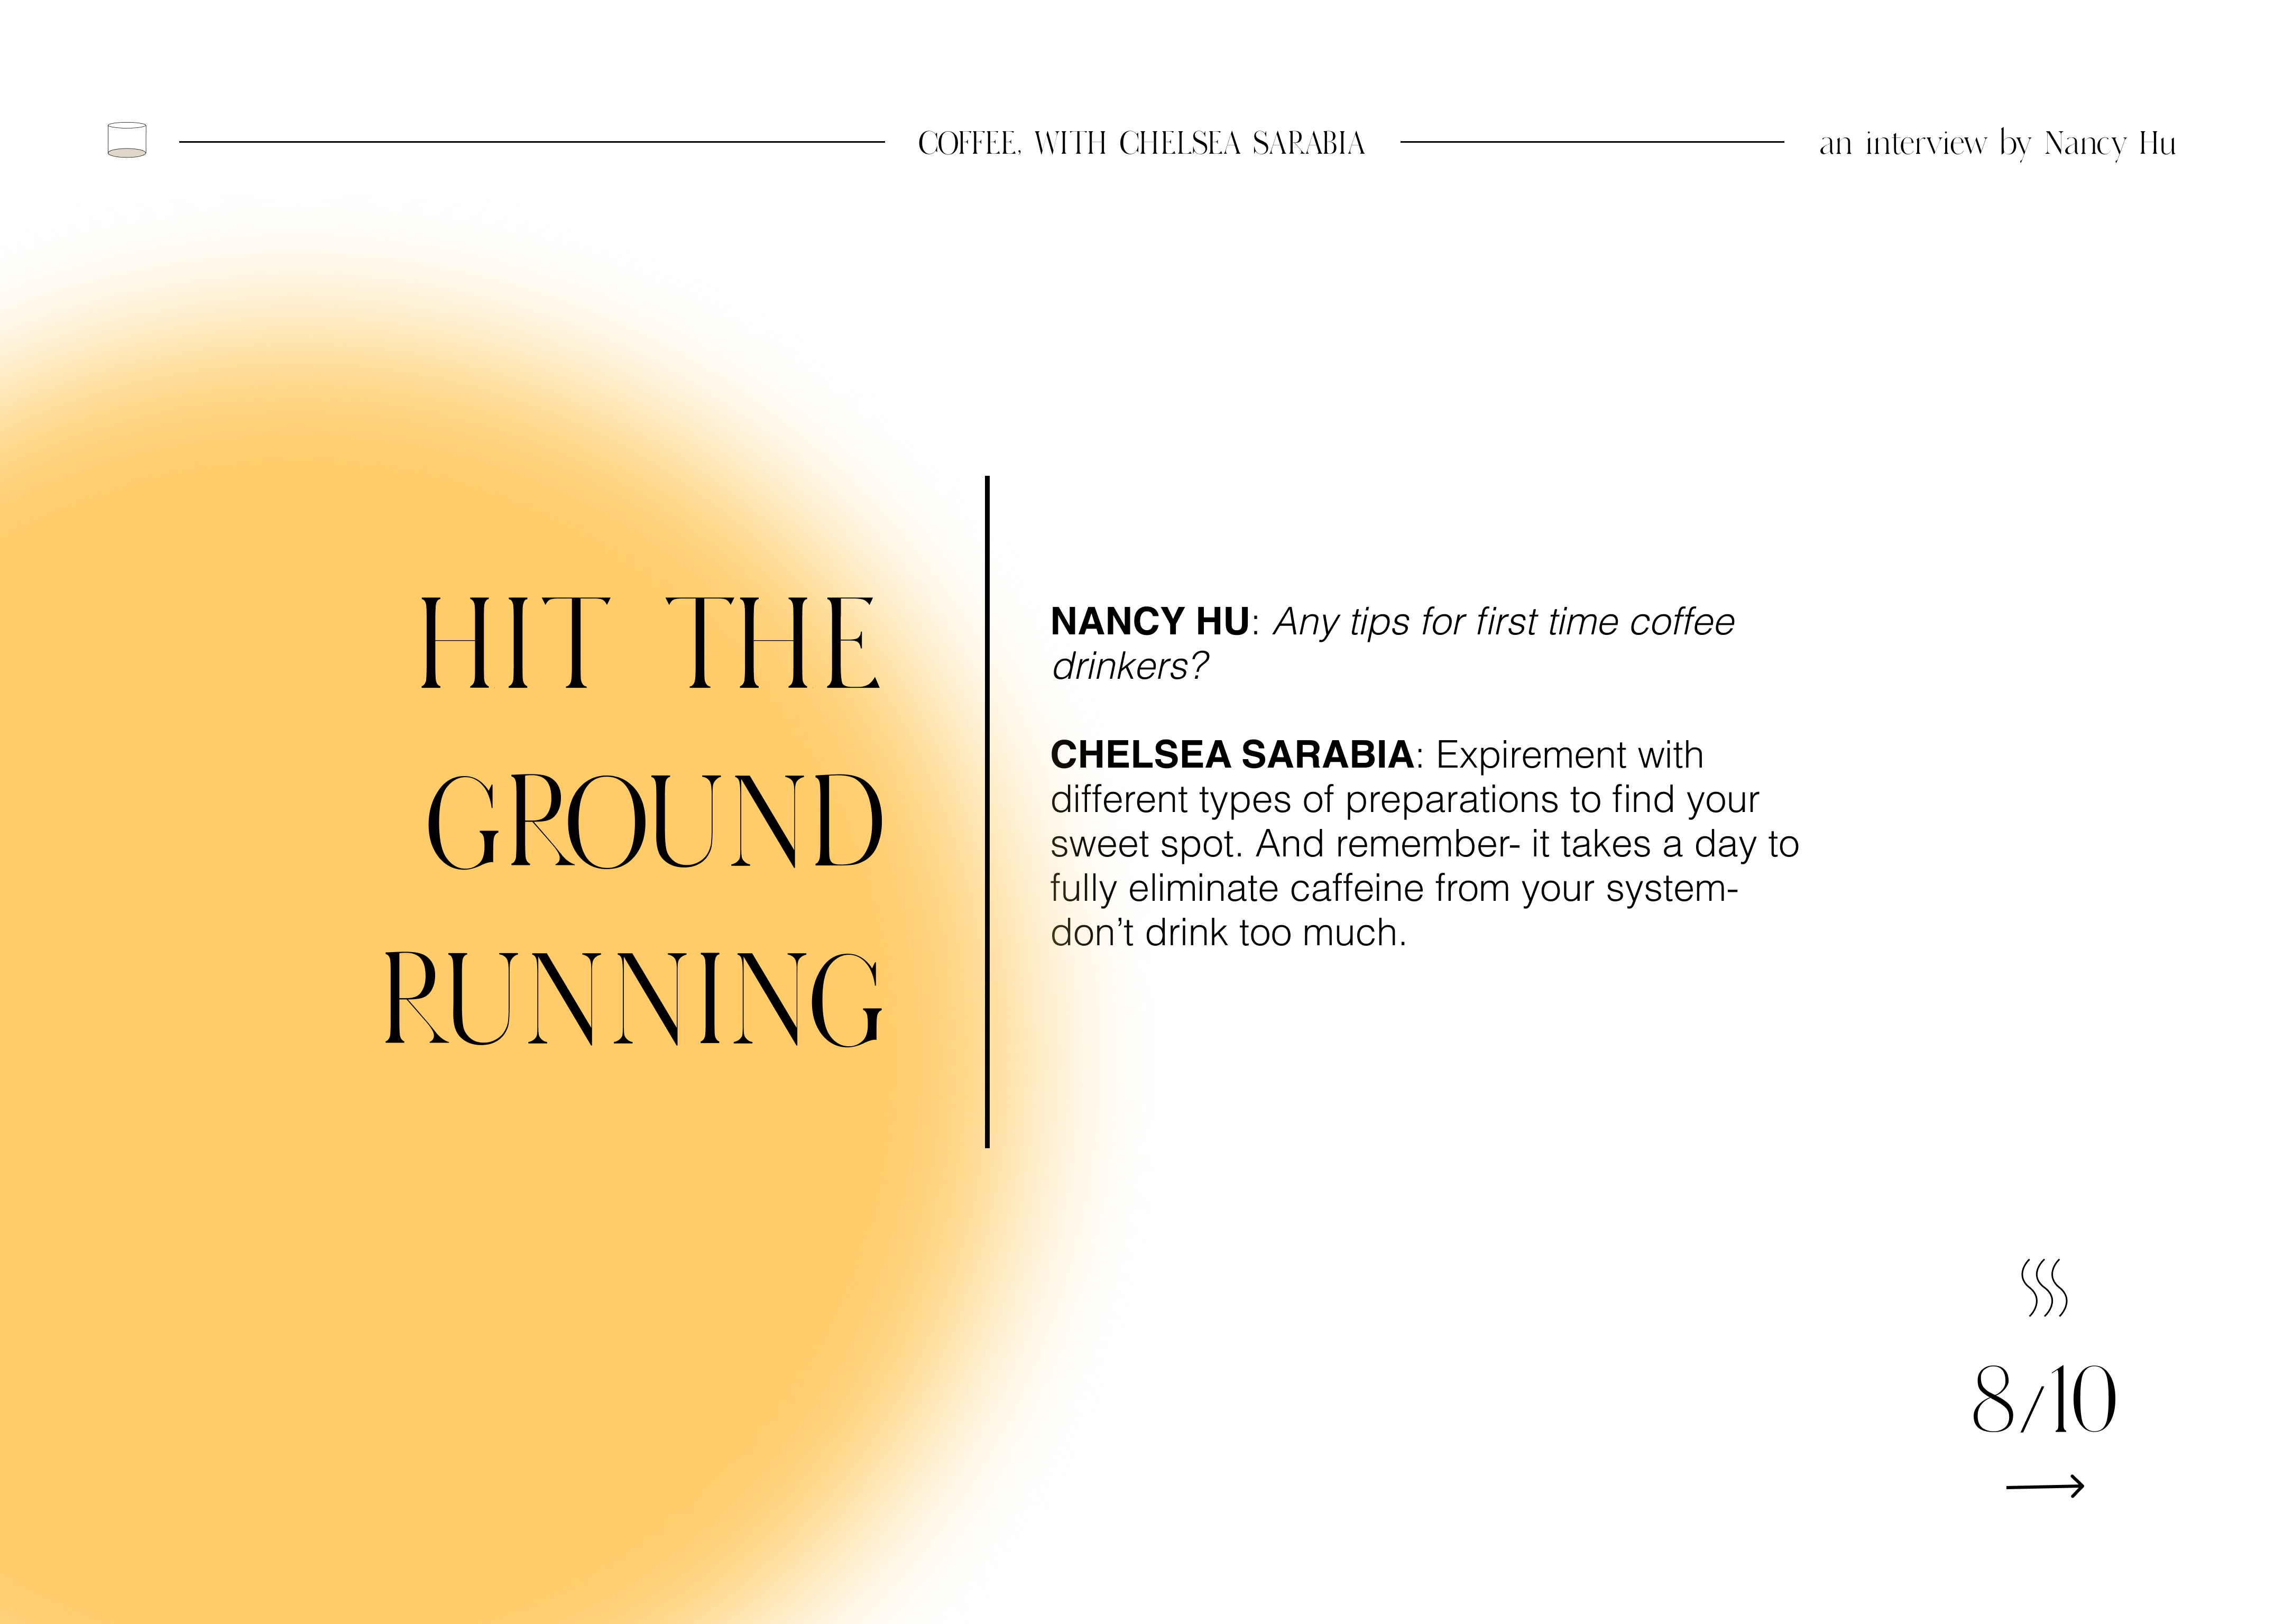 COFFEE, WITH CHELSEA SARABIA
an interview by Nancy Hu
HIT THE
GROUND
RUNNING
NANCY HU: Any tips for first time coffee
drinkers?
CHELSEA SARABIA: Expirement with
different types of preparations to find your
sweet spot. And remember- it takes a day to
fully eliminate caffeine from your system-
don’t drink too much.
8/10